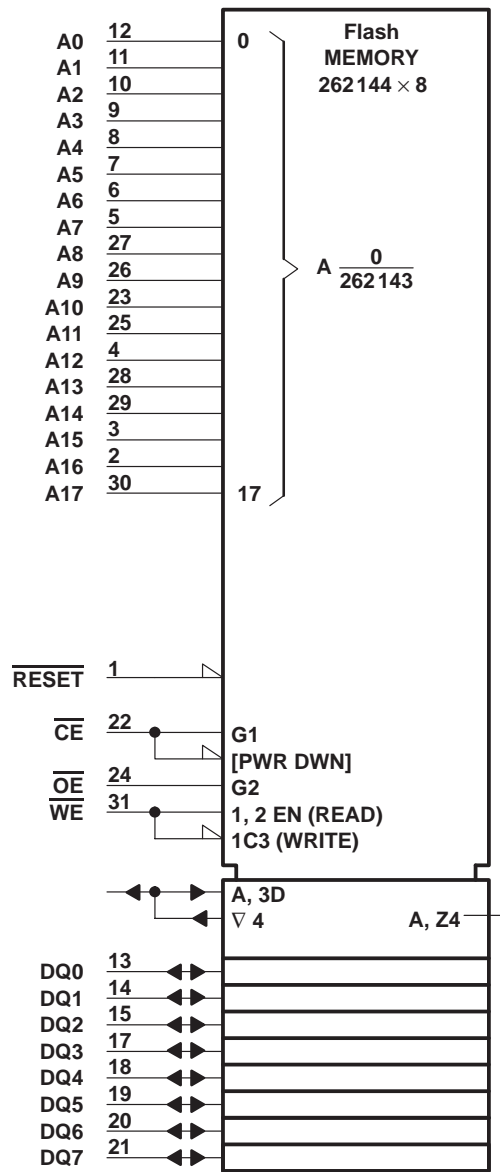 Flash
MEMORY
262144 × 8
A0 12 0
A1 11
A2 10
A3 9
A4 8
A5 7
A6 6
A7 5
A8 27
A9 26
A 0
262143
A10 23
A11 25
A12 4
A13 28
A14 29
A15 3
A16 2
A17 30 17
RESET 1
CE 22 G1
[PWR DWN]
OE 24 G2
WE 31 1, 2 EN (READ)
1C3 (WRITE)
A, 3D
∇ 4 A, Z4
DQ0 13
DQ1 14
DQ2 15
DQ3 17
DQ4 18
DQ5 19
DQ6 20
DQ7 21